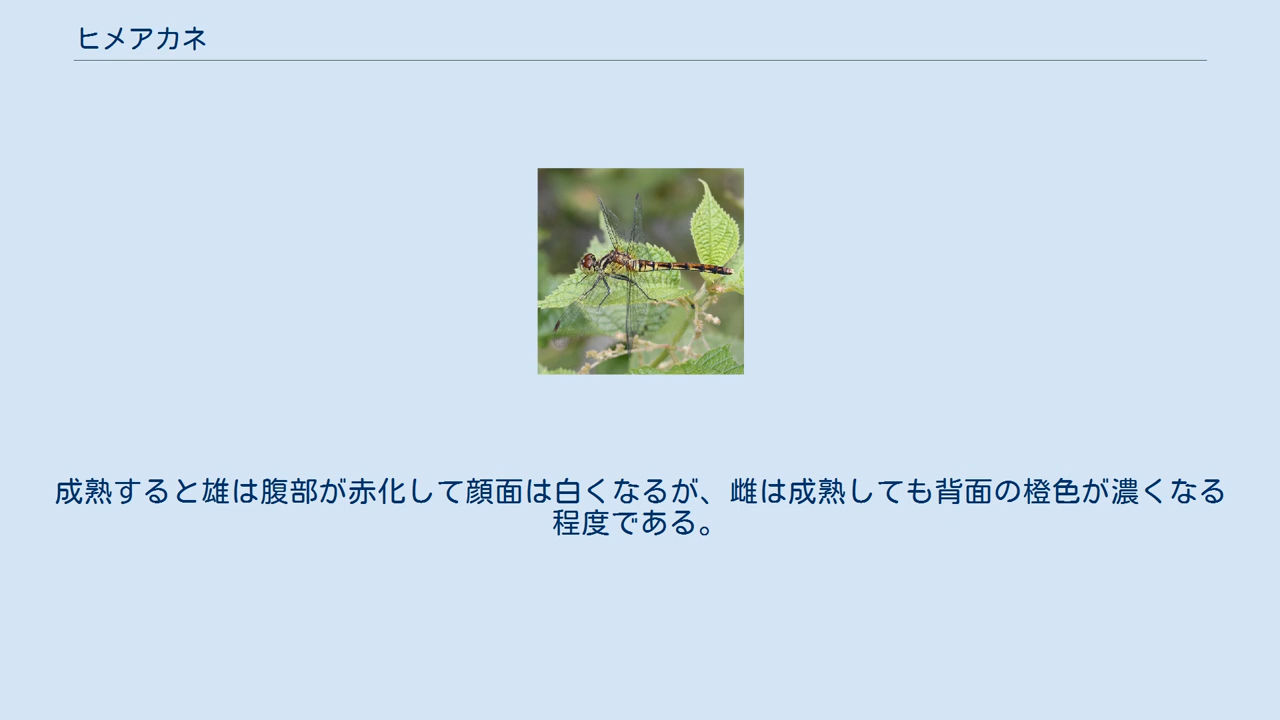 ヒメアカネ
成熟すると雄は腹部が赤化して顔面は白くなるが、雌は成熟しても背面の橙色が濃くなる
程度である。